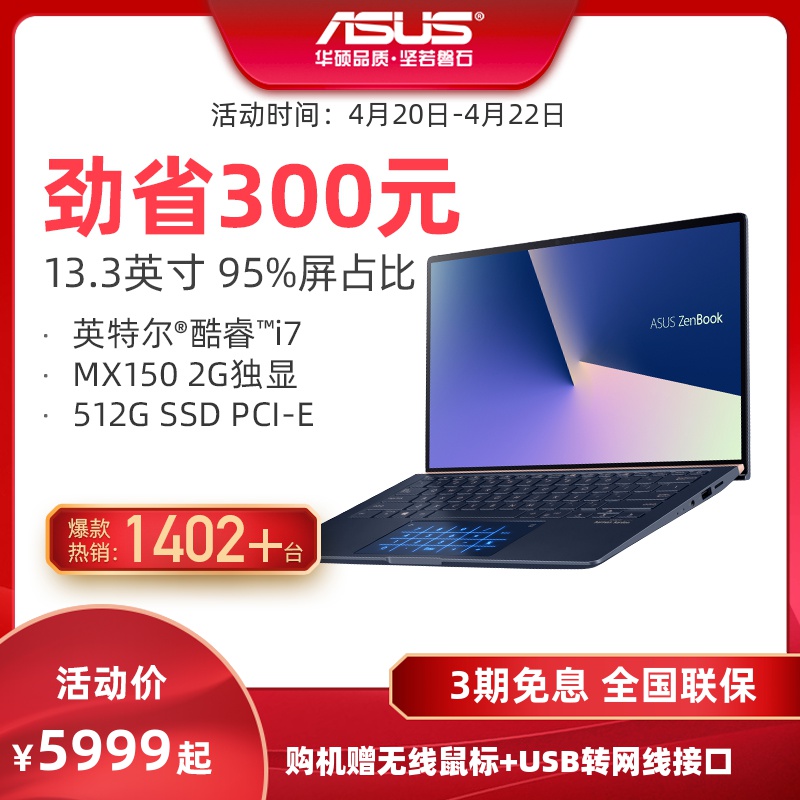 ASUS®
华硕品质·坚若磐石
活动时间：4月20日-4月22日
劲省300元
13.3英寸 95%屏占比
· 英特尔®酷睿™i7
· MX150 2G独显
· 512G SSD PCI-E
ASUS ZenBook
爆款
热销：1402+台
活动价
¥5999起
3期免息 全国联保
购机赠无线鼠标+USB转网线接口